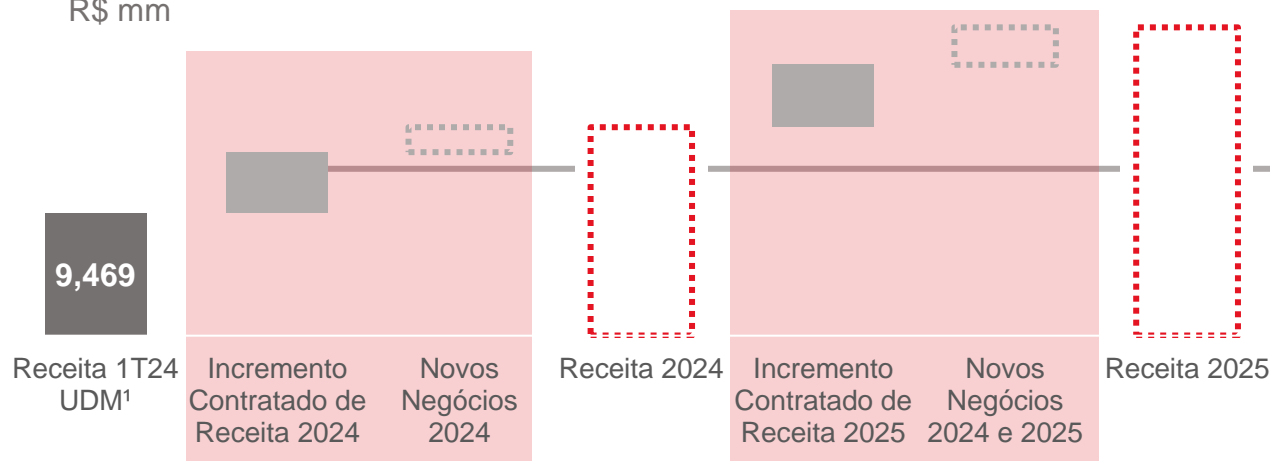 R$ mm
9,469
Receita 1T24
UDM¹
Incremento
Contratado de
Receita 2024
Novos
Negócios
2024
Receita 2024
Incremento
Contratado de
Receita 2025
Novos
Negócios
2024 e 2025
Receita 2025